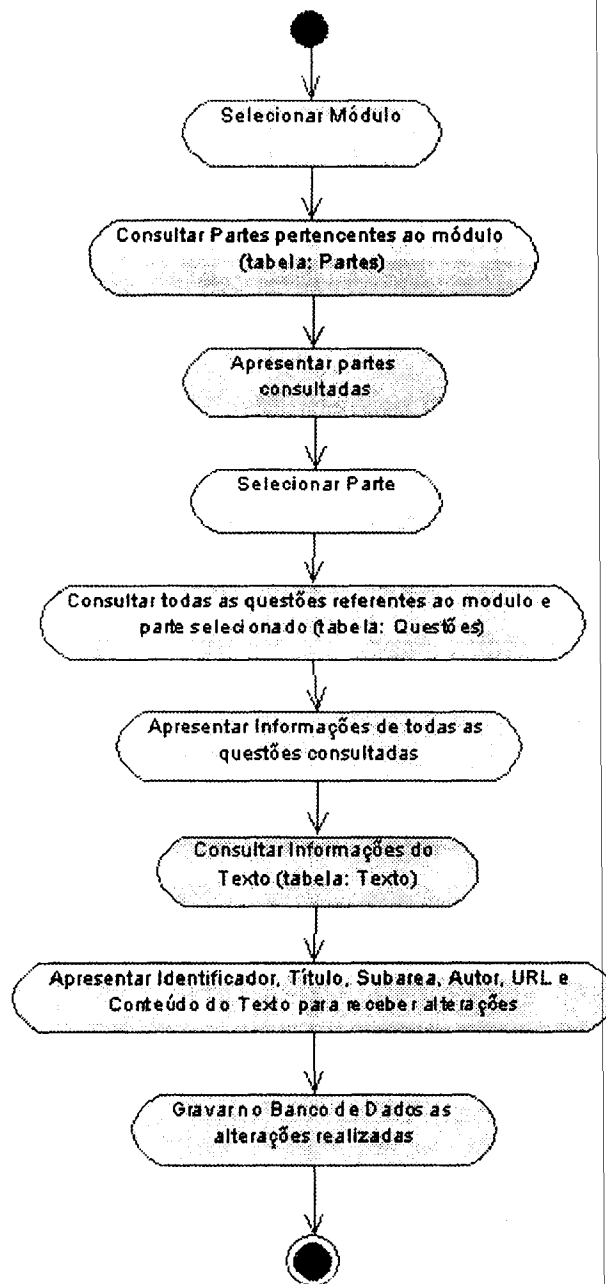 Selecionar Módulo
Consultar Partes pertencentes ao módulo
(tabela: Partes)
Apresentar partes
consultadas
Selecionar Parte
Consultar todas as questões referentes ao modulo e
parte selecionado (tabela: Questões)
Apresentar Informações de todas as
questões consultadas
Consultar Informações do
Texto (tabela: Texto)
Apresentar Identificador, Título, Subarea, Autor, URL e
Conteúdo do Texto para receber alterações
Gravar no Banco de Dados as
alterações realizadas